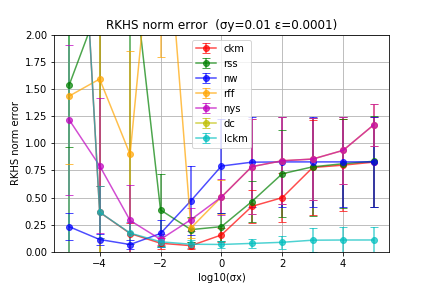 RKHS norm error  (σy=0.01 ε=0.0001)
2.00
1.75
1.50
1.25
1.00
0.75
0.50
0.25
0.00
RKHS norm error
ckm
rss
nw
rff
nys
dc
lckm
−4
−2
0
2
4
log10(σx)